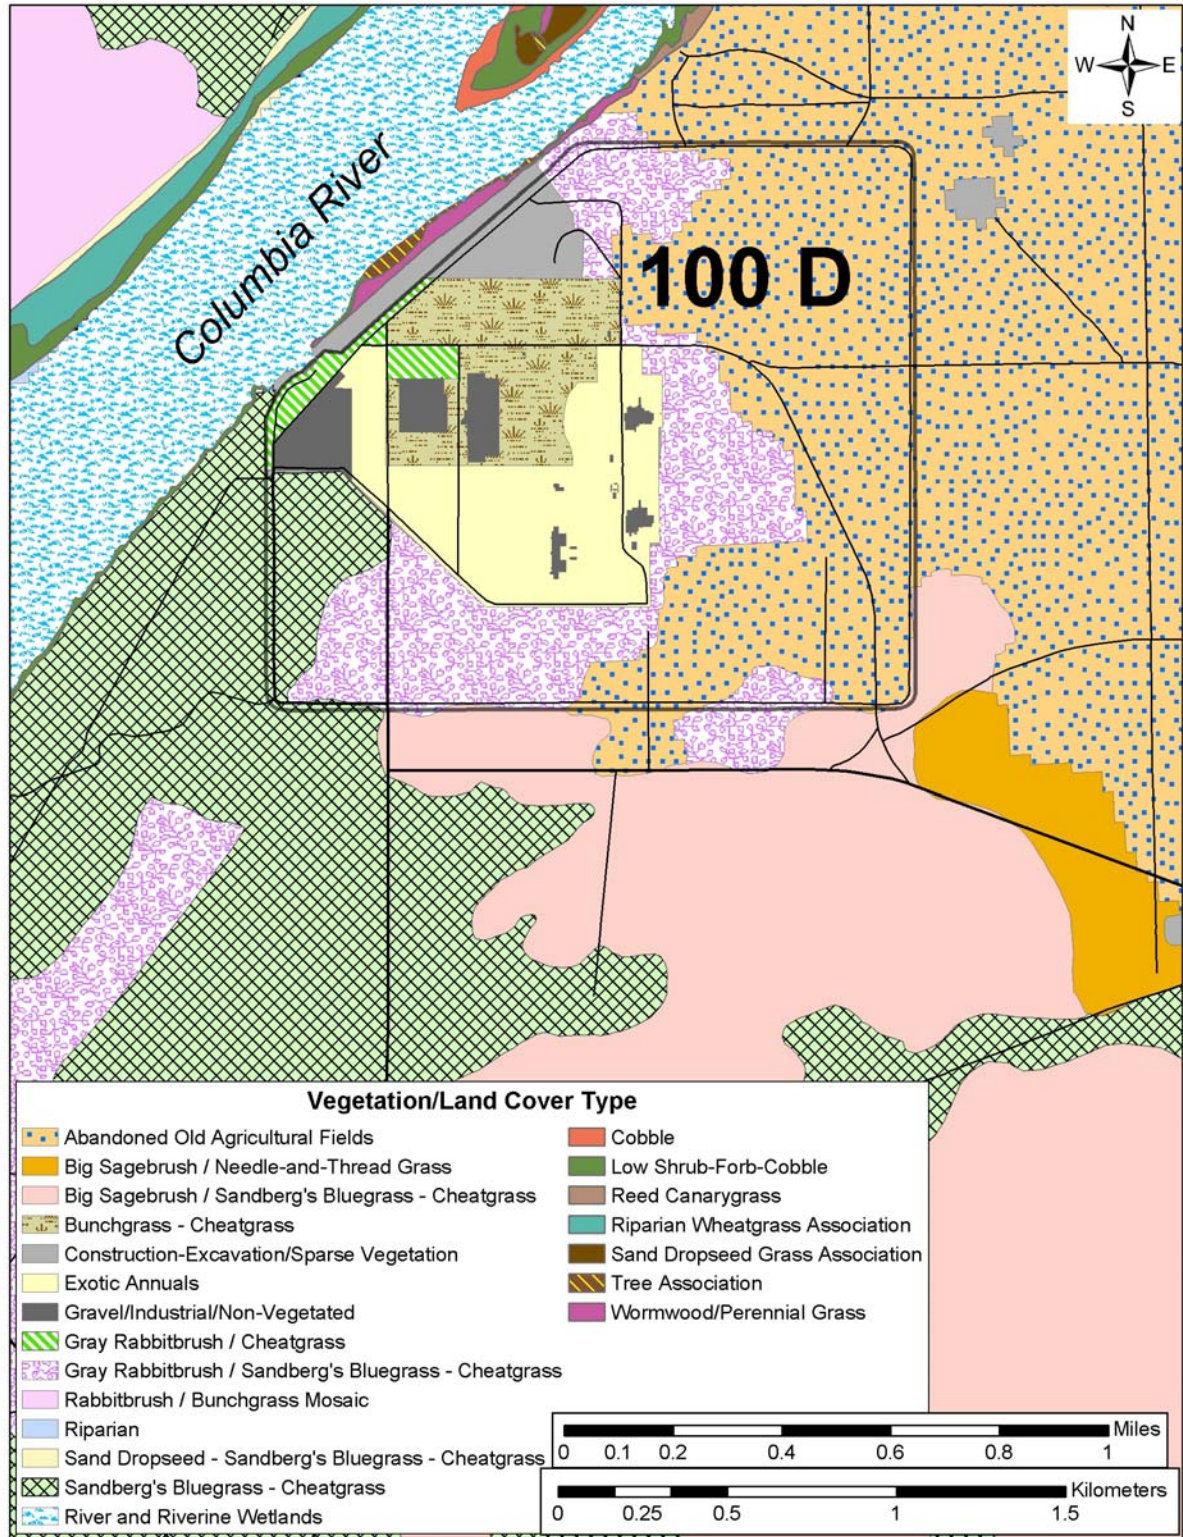 N
W E
S
Columbia River
100 D
Vegetation/Land Cover Type
Abandoned Old Agricultural Fields
Big Sagebrush / Needle-and-Thread Grass
Big Sagebrush / Sandberg's Bluegrass - Cheatgrass
Bunchgrass - Cheatgrass
Construction-Excavation/Sparse Vegetation
Exotic Annuals
Gravel/Industrial/Non-Vegetated
Gray Rabbitbrush / Cheatgrass
Gray Rabbitbrush / Sandberg's Bluegrass - Cheatgrass
Rabbitbrush / Bunchgrass Mosaic
Riparian
Sand Dropseed - Sandberg's Bluegrass - Cheatgrass
Sandberg's Bluegrass - Cheatgrass
River and Riverine Wetlands
Cobble
Low Shrub-Forb-Cobble
Reed Canarygrass
Riparian Wheatgrass Association
Sand Dropseed Grass Association
Tree Association
Wormwood/Perennial Grass
Miles
0 0.1 0.2 0.4 0.6 0.8 1
Kilometers
0 0.25 0.5 1 1.5